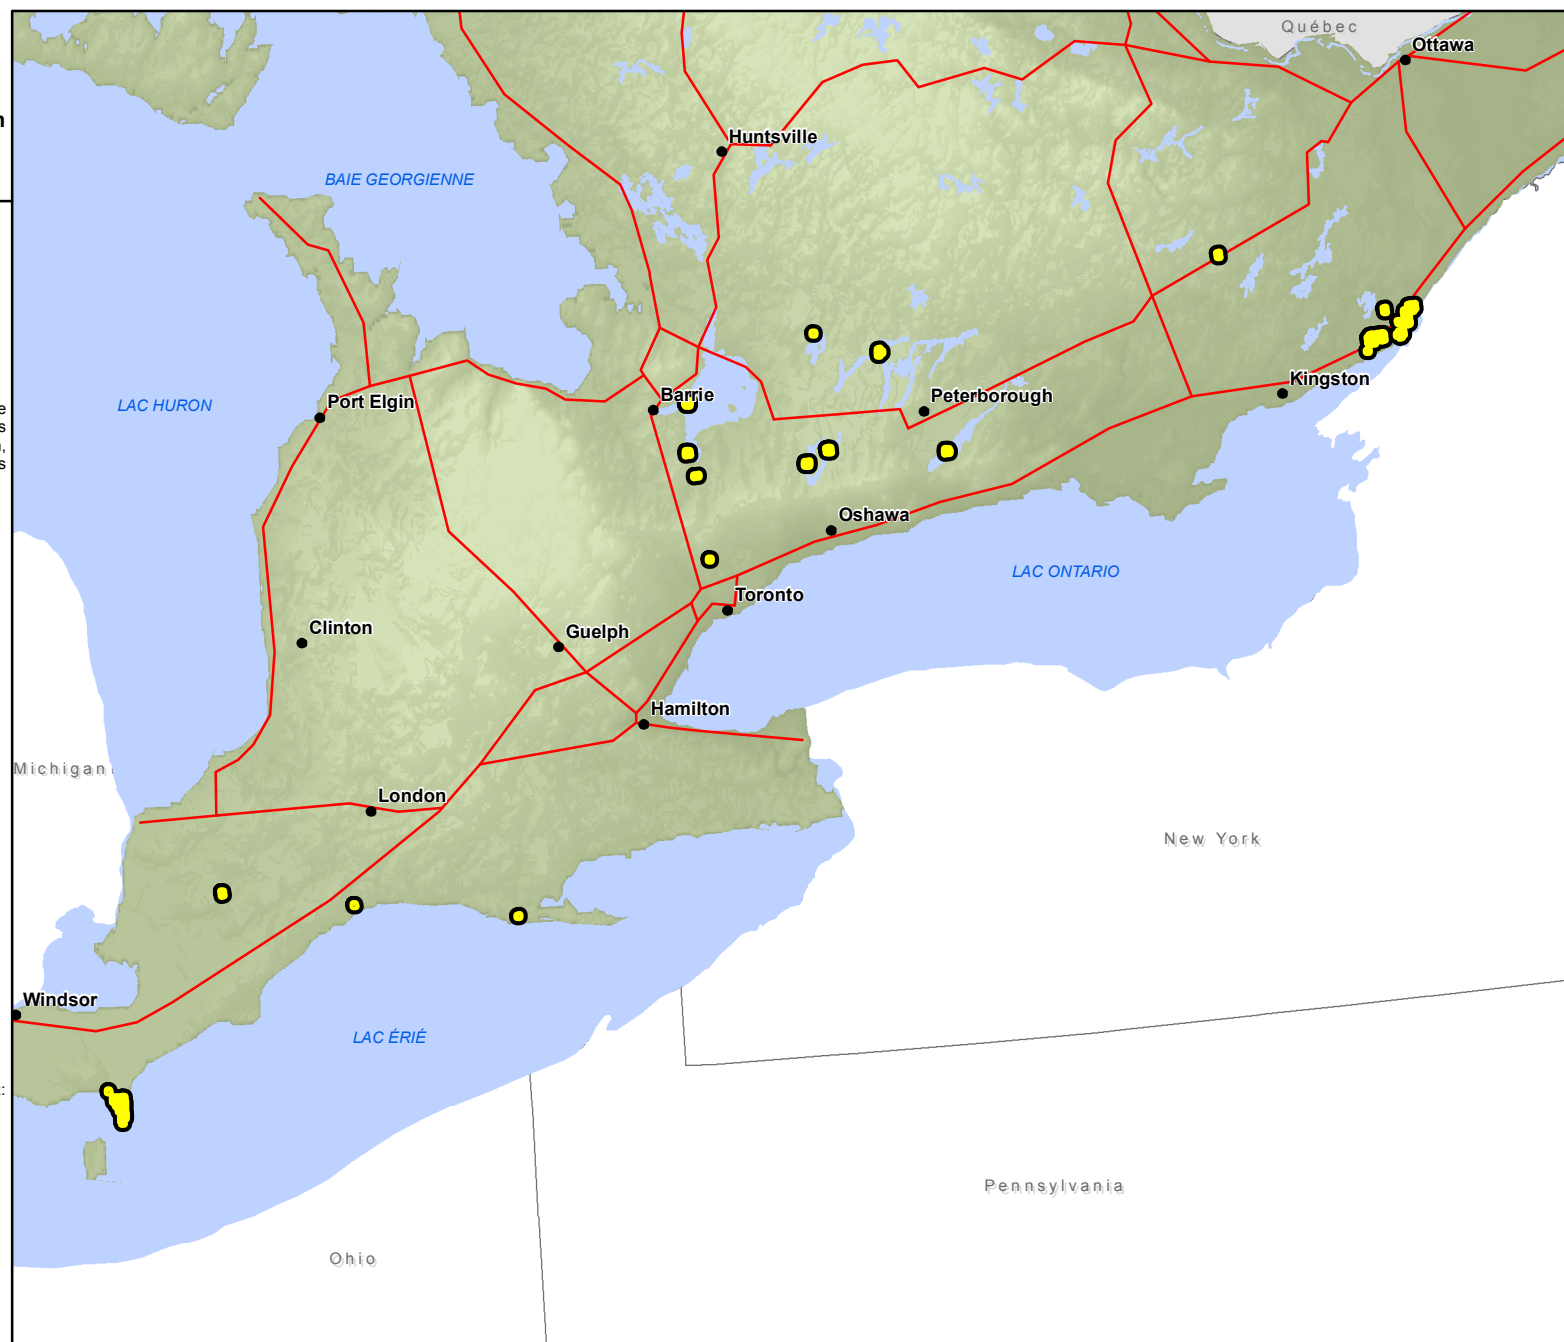 Québec
Ottawa
n
Huntsville
BAIE GEORGIENNE
Kingston
Barrie
Peterborough
LAC HURON
Port Elgin
e
s
,
s
Oshawa
LAC ONTARIO
Toronto
Clinton
Guelph
Hamilton
Michigan
London
New York
Windsor
LAC ÉRIÉ
:
Pennsylvania
Ohio